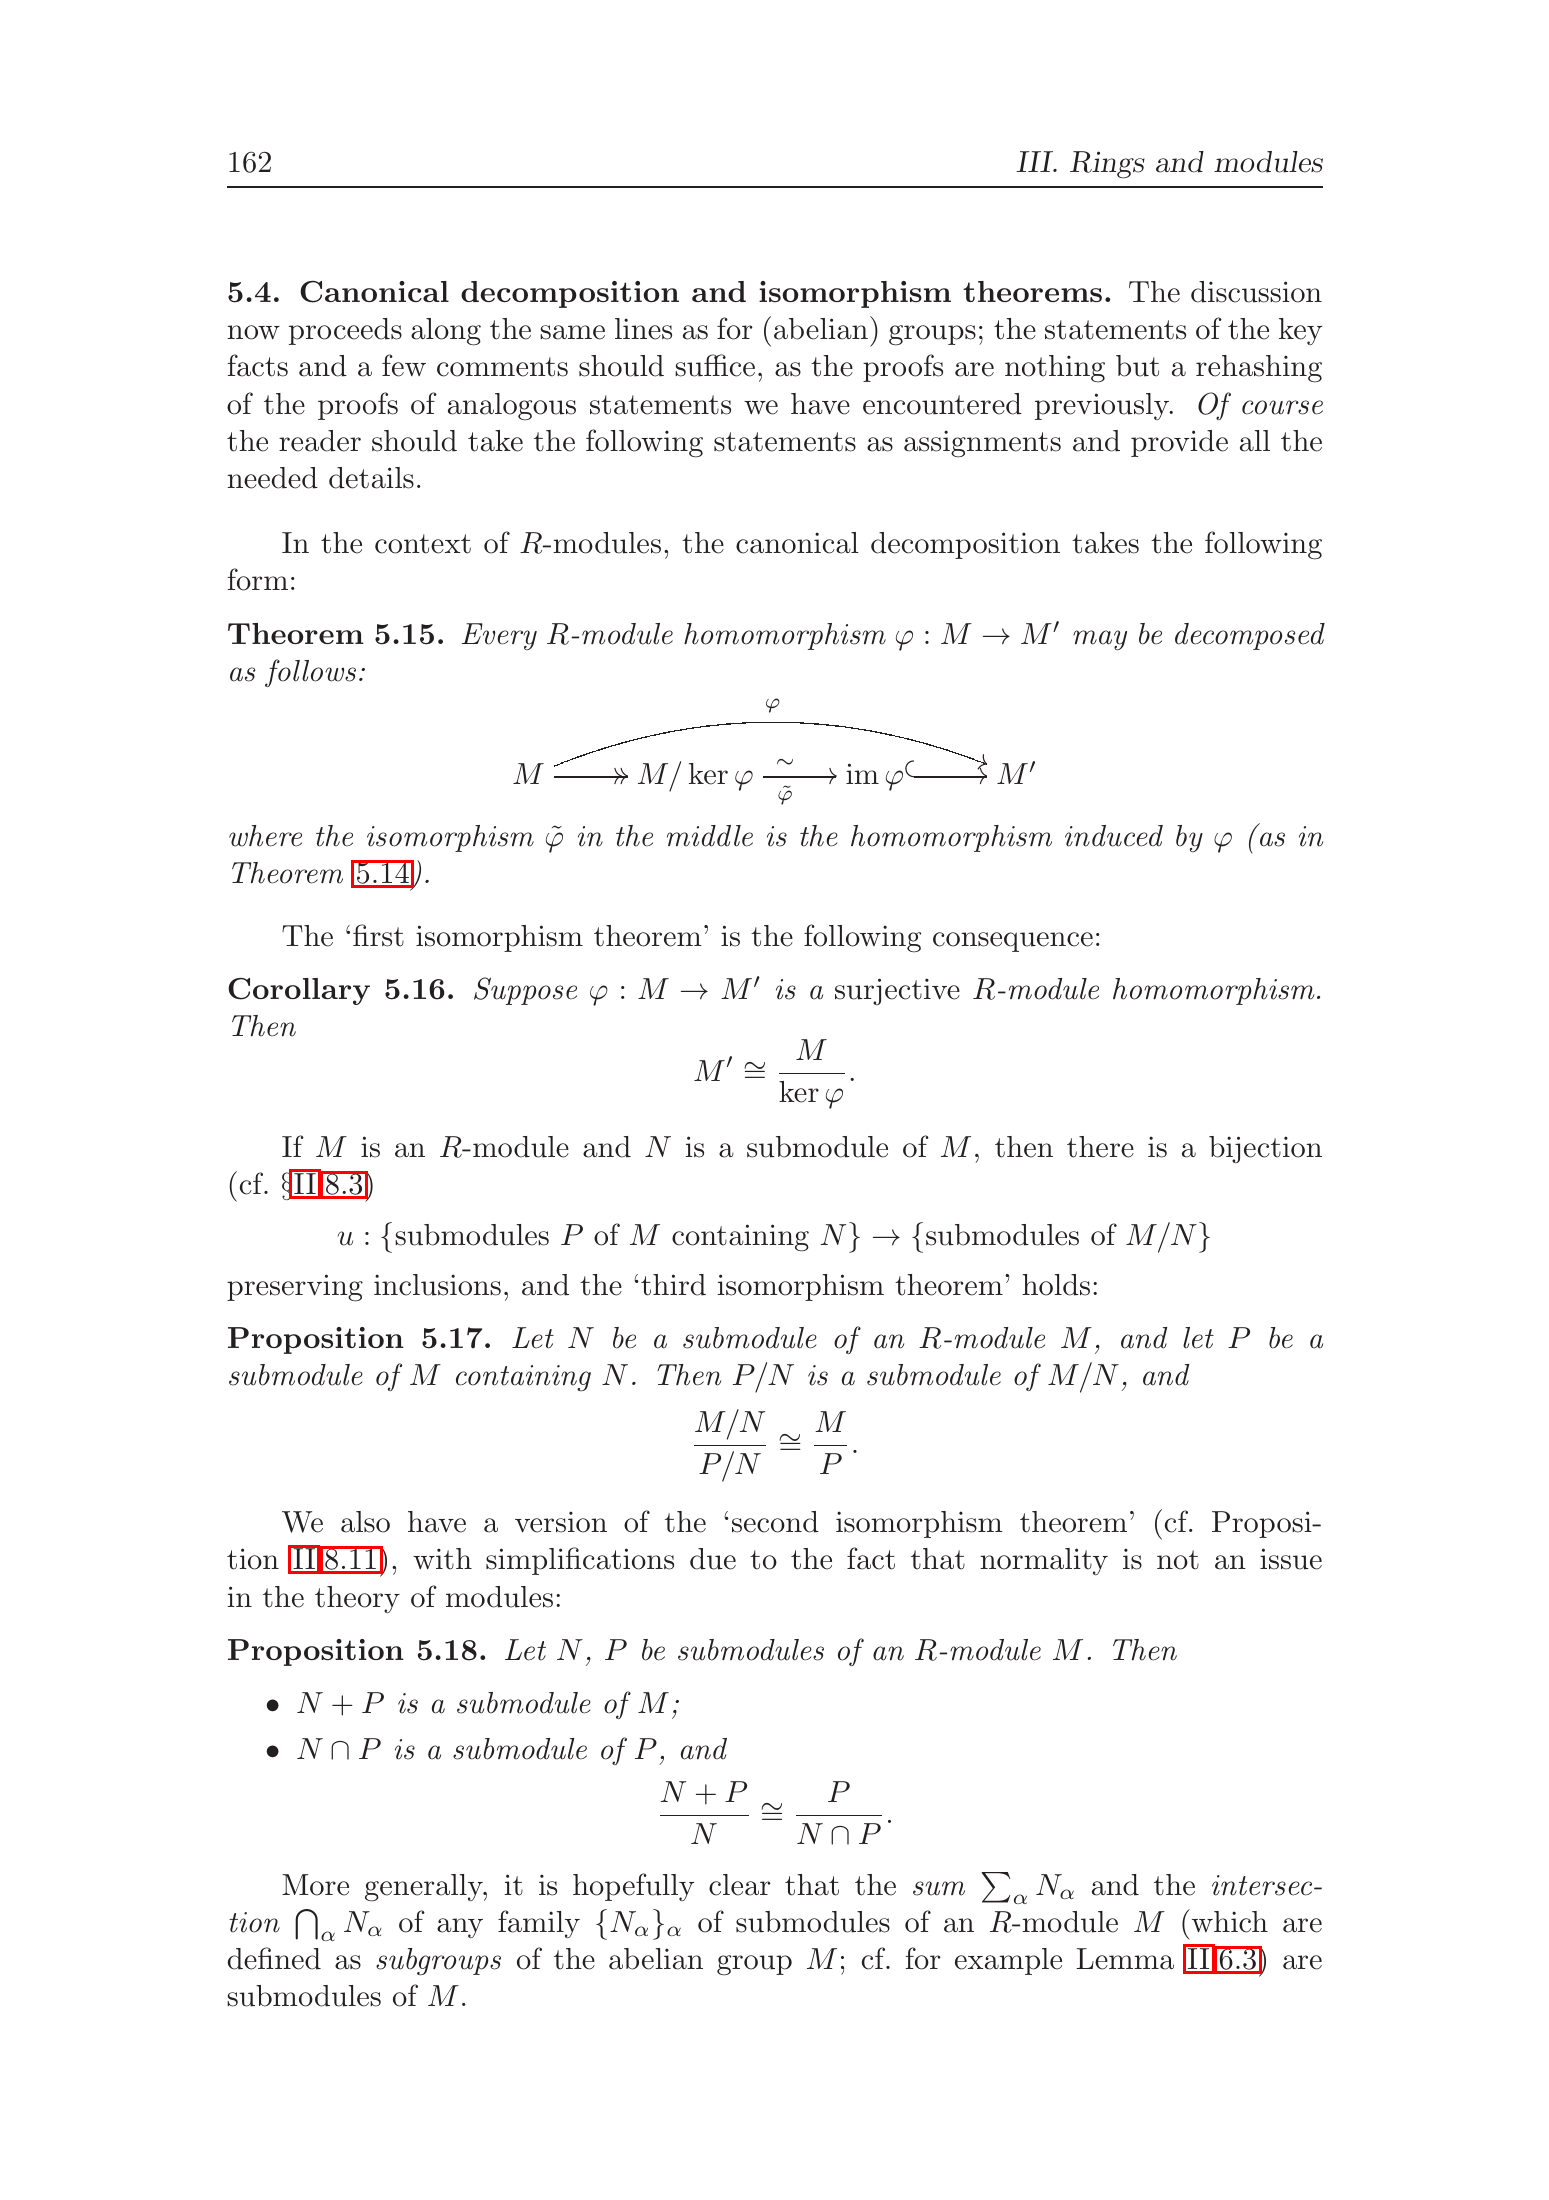 162 III. Rings and modules
5.4. Canonical decomposition and isomorphism theorems. The discussion
now proceeds along the same lines as for (abelian) groups; the statements of the key
facts and a few comments should suffice, as the proofs are nothing but a rehashing
of the proofs of analogous statements we have encountered previously. Of course
the reader should take the following statements as assignments and provide all the
needed details.
In the context of R-modules, the canonical decomposition takes the following
form:
Theorem 5.15. Every R-module homomorphism φ : M → M′ may be decomposed
as follows:
φ
M ↠ M/ ker φ ∼→ im φ ↪→ M′
φ̃
where the isomorphism φ̃ in the middle is the homomorphism induced by φ (as in
Theorem 5.14).
The ‘first isomorphism theorem’ is the following consequence:
Corollary 5.16. Suppose φ : M → M′ is a surjective R-module homomorphism.
Then
M′ ≅ M / ker φ.
If M is an R-module and N is a submodule of M, then there is a bijection
(cf. §II.8.3)
u : {submodules P of M containing N} → {submodules of M/N}
preserving inclusions, and the ‘third isomorphism theorem’ holds:
Proposition 5.17. Let N be a submodule of an R-module M, and let P be a
submodule of M containing N. Then P/N is a submodule of M/N, and
(M/N)/(P/N) ≅ M/P.
We also have a version of the ‘second isomorphism theorem’ (cf. Proposi-
tion II.8.11), with simplifications due to the fact that normality is not an issue
in the theory of modules:
Proposition 5.18. Let N, P be submodules of an R-module M. Then
• N + P is a submodule of M;
• N ∩ P is a submodule of P, and
(N + P)/N ≅ P/(N ∩ P).
More generally, it is hopefully clear that the sum ∑α Nα and the intersec-
tion ⋂α Nα of any family {Nα}α of submodules of an R-module M (which are
defined as subgroups of the abelian group M; cf. for example Lemma II.6.3) are
submodules of M.